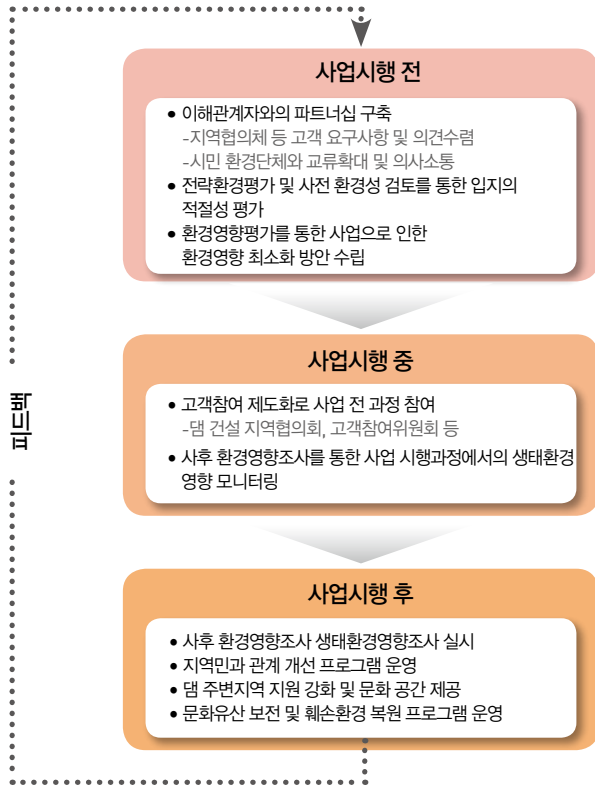 사업시행 전
• 이해관계자와의 파트너십 구축
-지역협의체 등 고객 요구사항 및 의견수렴
-시민 환경단체와 교류확대 및 의사소통
• 전략환경평가 및 사전 환경성 검토를 통한 입지의
적절성 평가
• 환경영향평가를 통한 사업으로 인한
환경영향 최소화 방안 수립
사업시행 중
• 고객참여 제도화로 사업 전 과정 참여
-댐 건설 지역협의회, 고객참여위원회 등
• 사후 환경영향조사를 통한 사업 시행과정에서의 생태환경
영향 모니터링
사업시행 후
• 사후 환경영향조사 생태환경영향조사 실시
• 지역민과 관계 개선 프로그램 운영
• 댐 주변지역 지원 강화 및 문화 공간 제공
• 문화유산 보전 및 훼손환경 복원 프로그램 운영
피드백